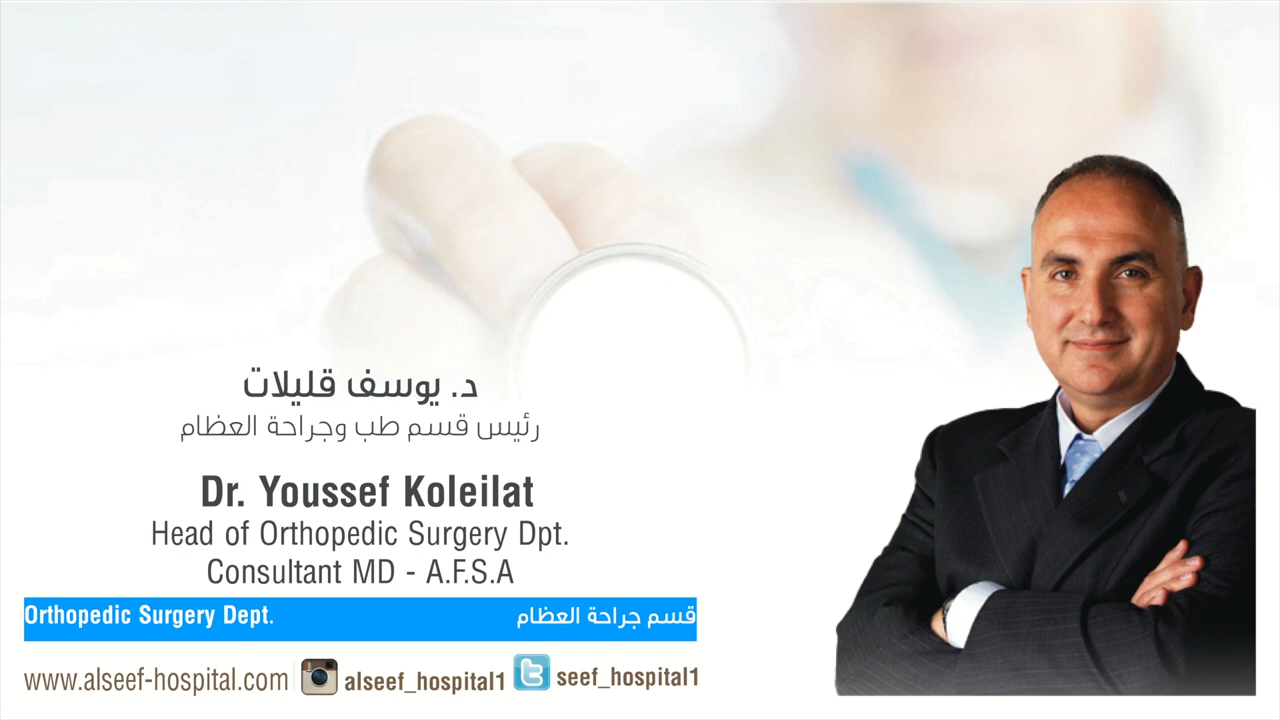 د. يوسف قليلات
رئيس قسم طب وجراحة العظام
Dr. Youssef Koleilat
Head of Orthopedic Surgery Dpt.
Consultant MD - A.F.S.A
Orthopedic Surgery Dept. قسم جراحة العظام
www.alseef-hospital.com alseef_hospital1 seef_hospital1